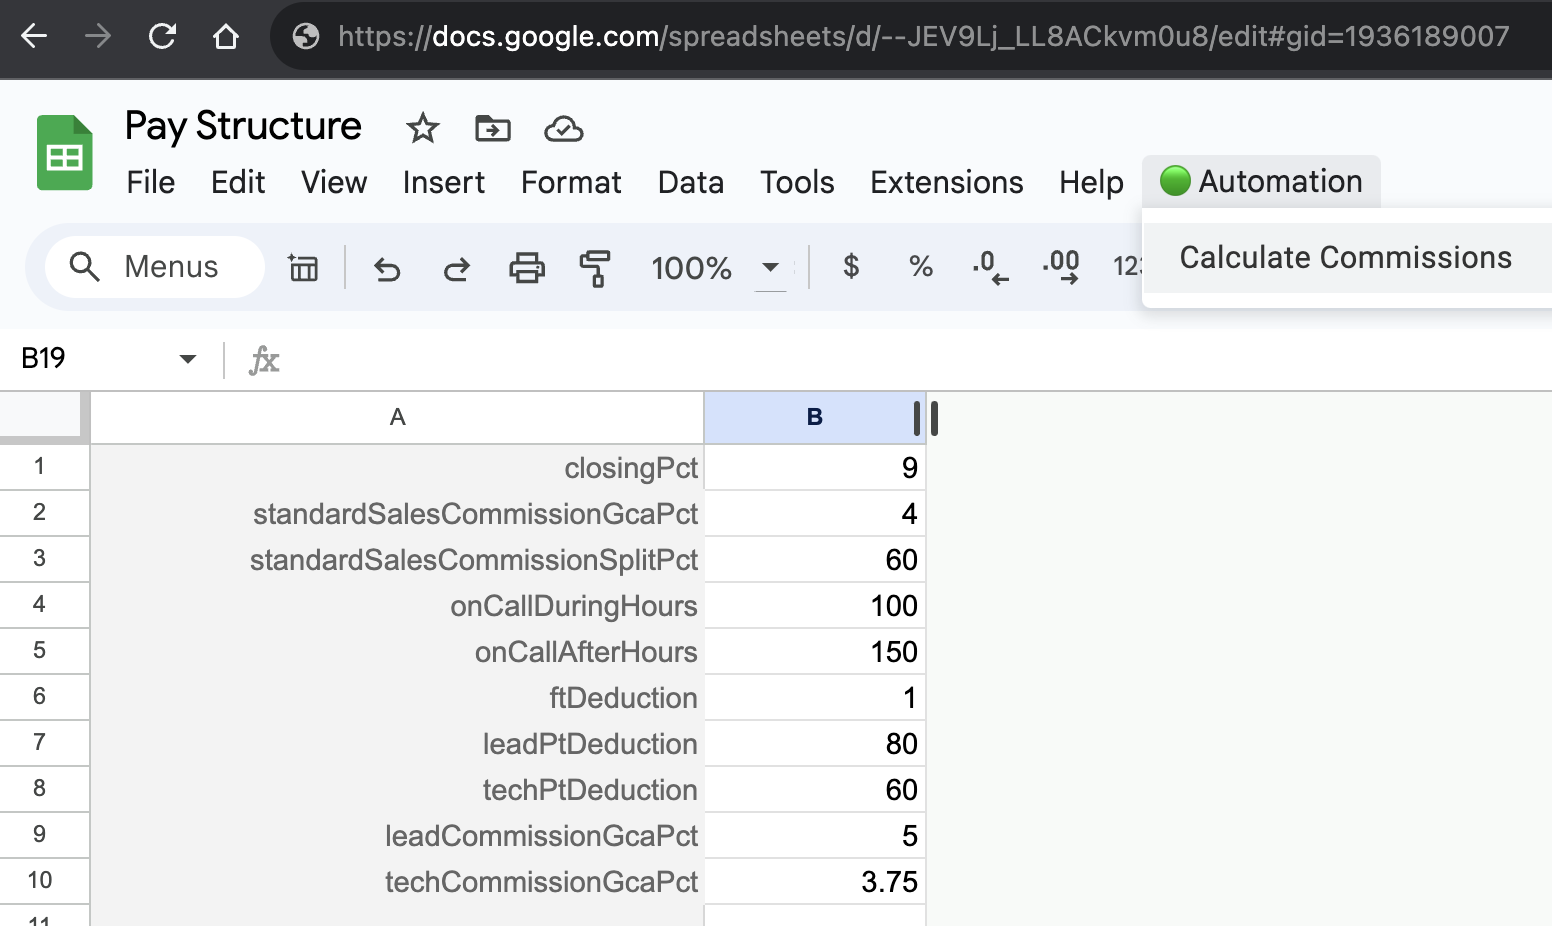 https://docs.google.com/spreadsheets/d/--JEV9Lj_LL8ACkvm0u8/edit#gid=1936189007
Pay Structure
File Edit View Insert Format Data Tools Extensions Help Automation
Menus 100% $ % .0 .00 123
Calculate Commissions
B19 fx
A B
1 closingPct 9
2 standardSalesCommissionGcaPct 4
3 standardSalesCommissionSplitPct 60
4 onCallDuringHours 100
5 onCallAfterHours 150
6 ftDeduction 1
7 leadPtDeduction 80
8 techPtDeduction 60
9 leadCommissionGcaPct 5
10 techCommissionGcaPct 3.75
11